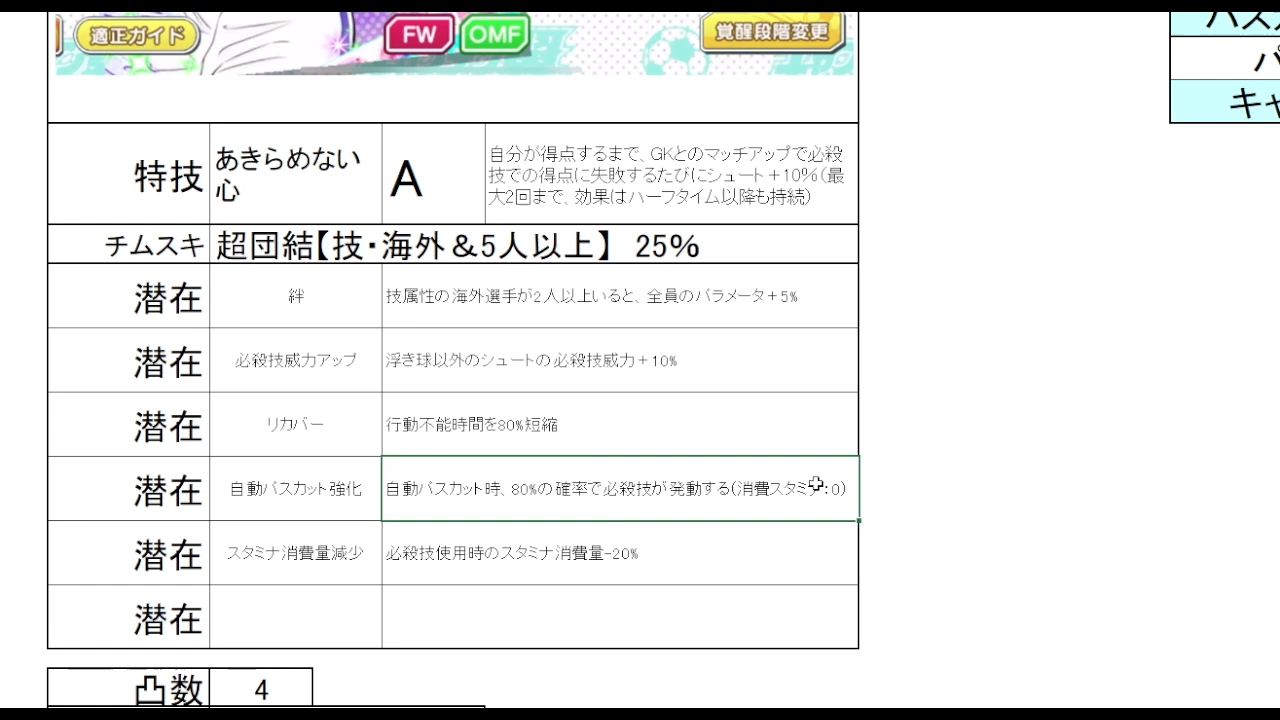 適正ガイド FW OMF 覚醒段階変更
パ
キャ
特技 あきらめない心 A 自分が得点するまで、GKとのマッチアップで必殺
技での得点に失敗するたびにシュート+10%(最
大2回まで、効果はハーフタイム以降も持続)
チムスキ 超団結【技・海外&5人以上】 25%
潜在 絆 技属性の海外選手が2人以上いると、全員のパラメータ+5%
潜在 必殺技威力アップ 浮き球以外のシュートの必殺技威力+10%
潜在 リカバー 行動不能時間を80%短縮
潜在 自動パスカット強化 自動パスカット時、80%の確率で必殺技が発動する(消費スタミナ:0)
潜在 スタミナ消費量減少 必殺技使用時のスタミナ消費量-20%
潜在
凸数 4